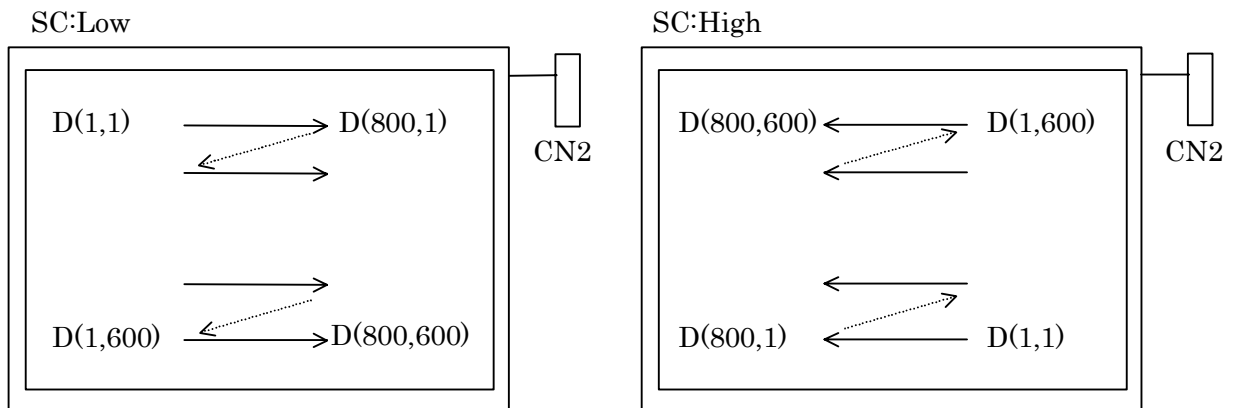 SC:Low
D(1,1)
D(800,1)
CN2
D(1,600)
D(800,600)
SC:High
D(800,600)
D(1,600)
CN2
D(800,1)
D(1,1)